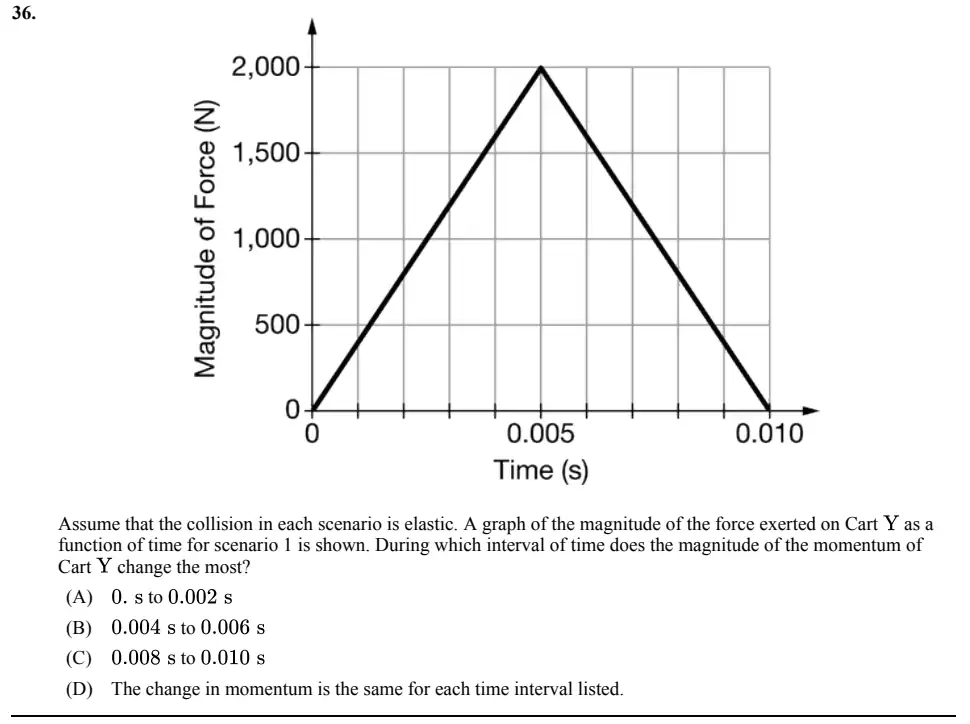 36.
2,000
1,500
1,000
500
0
Magnitude of Force (N)
0 0.005 0.010
Time (s)
Assume that the collision in each scenario is elastic. A graph of the magnitude of the force exerted on Cart Y as a
function of time for scenario 1 is shown. During which interval of time does the magnitude of the momentum of
Cart Y change the most?
(A) 0. s to 0.002 s
(B) 0.004 s to 0.006 s
(C) 0.008 s to 0.010 s
(D) The change in momentum is the same for each time interval listed.